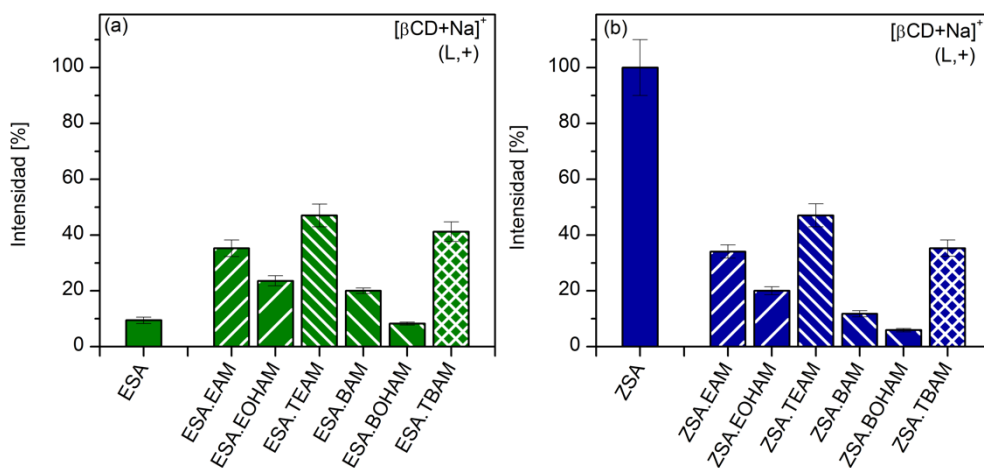 (a)
[βCD+Na]⁺
(L,+)
Intensidad [%]
100
80
60
40
20
0
ESA
ESA.EAM
ESA.EOHAM
ESA.TEAM
ESA.BAM
ESA.BOHAM
ESA.TBAM
(b)
[βCD+Na]⁺
(L,+)
Intensidad [%]
100
80
60
40
20
0
ZSA
ZSA.EAM
ZSA.EOHAM
ZSA.TEAM
ZSA.BAM
ZSA.BOHAM
ZSA.TBAM